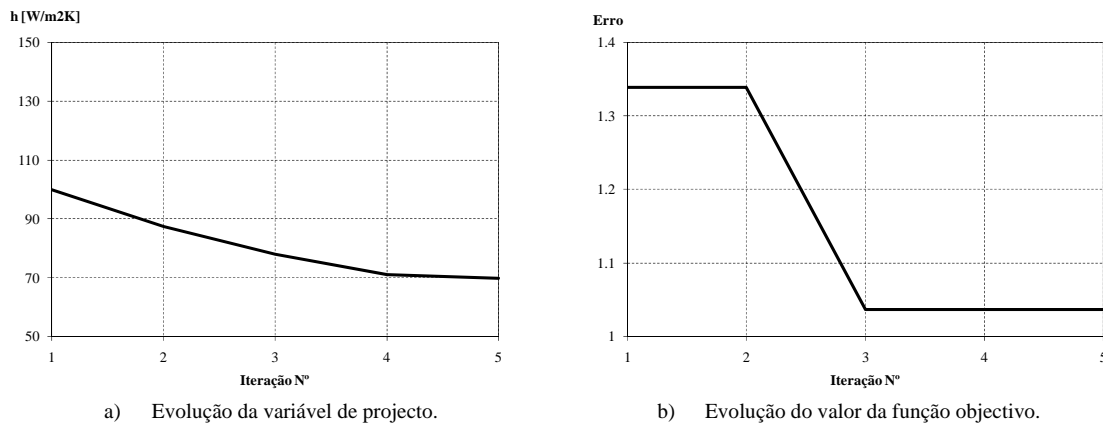 h [W/m2K]
150
130
110
90
70
50
1 2 3 4 5
Iteração Nº
a) Evolução da variável de projecto.
Erro
1.4
1.3
1.2
1.1
1
1 2 3 4 5
Iteração Nº
b) Evolução do valor da função objectivo.